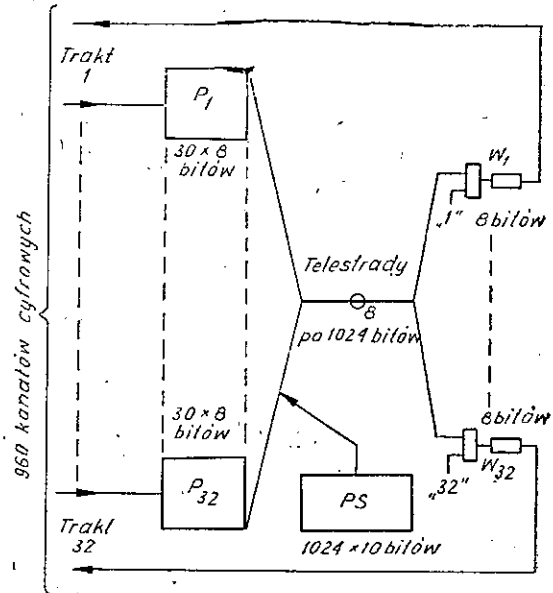 Trakt
1
P1
30 × 8
bitów
W1
„1”
8 bitów
Telestrady
8
po 1024 bitów
960 kanałów cyfrowych
30 × 8
bitów
P32
Trakt
32
PS
1024 × 10 bitów
8 bitów
W32
„32”